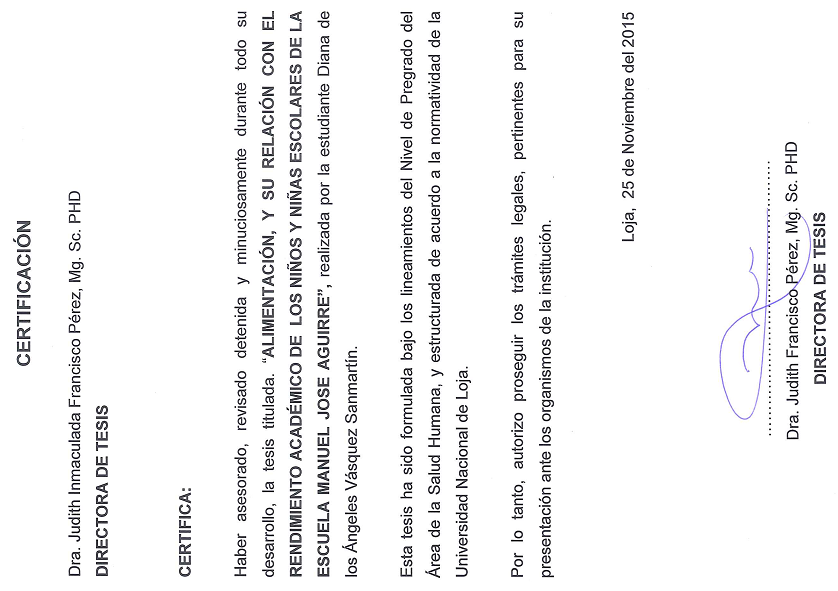 CERTIFICACIÓN
Dra. Judith Inmaculada Francisco Pérez, Mg. Sc. PHD
DIRECTORA DE TESIS
CERTIFICA:
Haber asesorado, revisado detenida y minuciosamente durante todo su
desarrollo, la tesis titulada. “ALIMENTACIÓN, Y SU RELACIÓN CON EL
RENDIMIENTO ACADÉMICO DE LOS NIÑOS Y NIÑAS ESCOLARES DE LA
ESCUELA MANUEL JOSE AGUIRRE”, realizada por la estudiante Diana de
los Ángeles Vásquez Sanmartín.
Esta tesis ha sido formulada bajo los lineamientos del Nivel de Pregrado del
Área de la Salud Humana, y estructurada de acuerdo a la normatividad de la
Universidad Nacional de Loja.
Por lo tanto, autorizo proseguir los trámites legales, pertinentes para su
presentación ante los organismos de la institución.
Loja, 25 de Noviembre del 2015
Dra. Judith Francisco Pérez, Mg. Sc. PHD
DIRECTORA DE TESIS